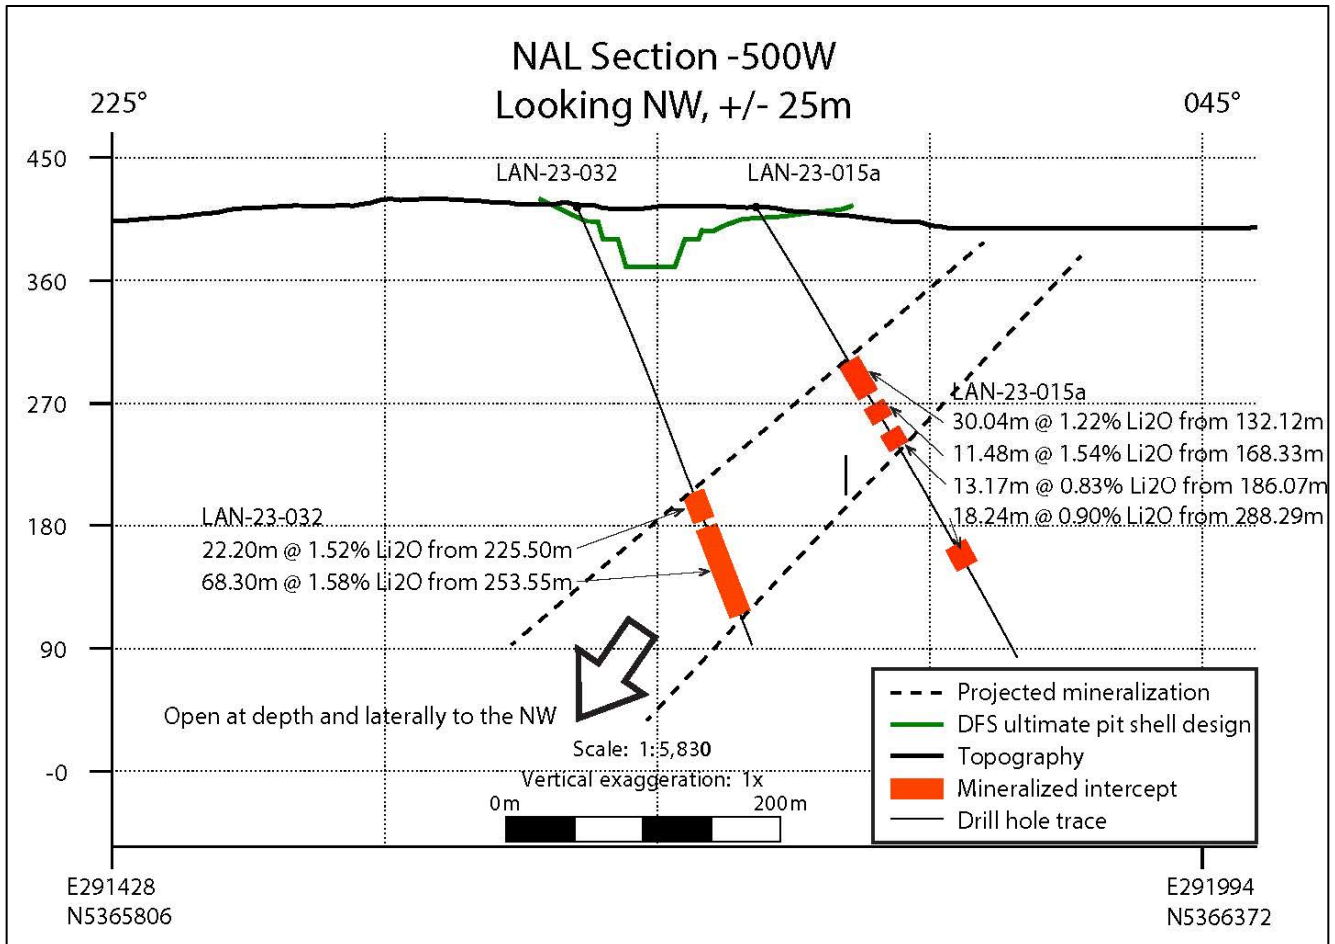 NAL Section -500W
Looking NW, +/- 25m
225°
045°
LAN-23-032
LAN-23-015a
450
360
270
180
90
-0
LAN-23-015a
30.04m @ 1.22% Li2O from 132.12m
11.48m @ 1.54% Li2O from 168.33m
13.17m @ 0.83% Li2O from 186.07m
18.24m @ 0.90% Li2O from 288.29m
LAN-23-032
22.20m @ 1.52% Li2O from 225.50m
68.30m @ 1.58% Li2O from 253.55m
Open at depth and laterally to the NW
Scale: 1:5,830
Vertical exaggeration: 1x
0m
200m
Projected mineralization
DFS ultimate pit shell design
Topography
Mineralized intercept
Drill hole trace
E291428
N5365806
E291994
N5366372